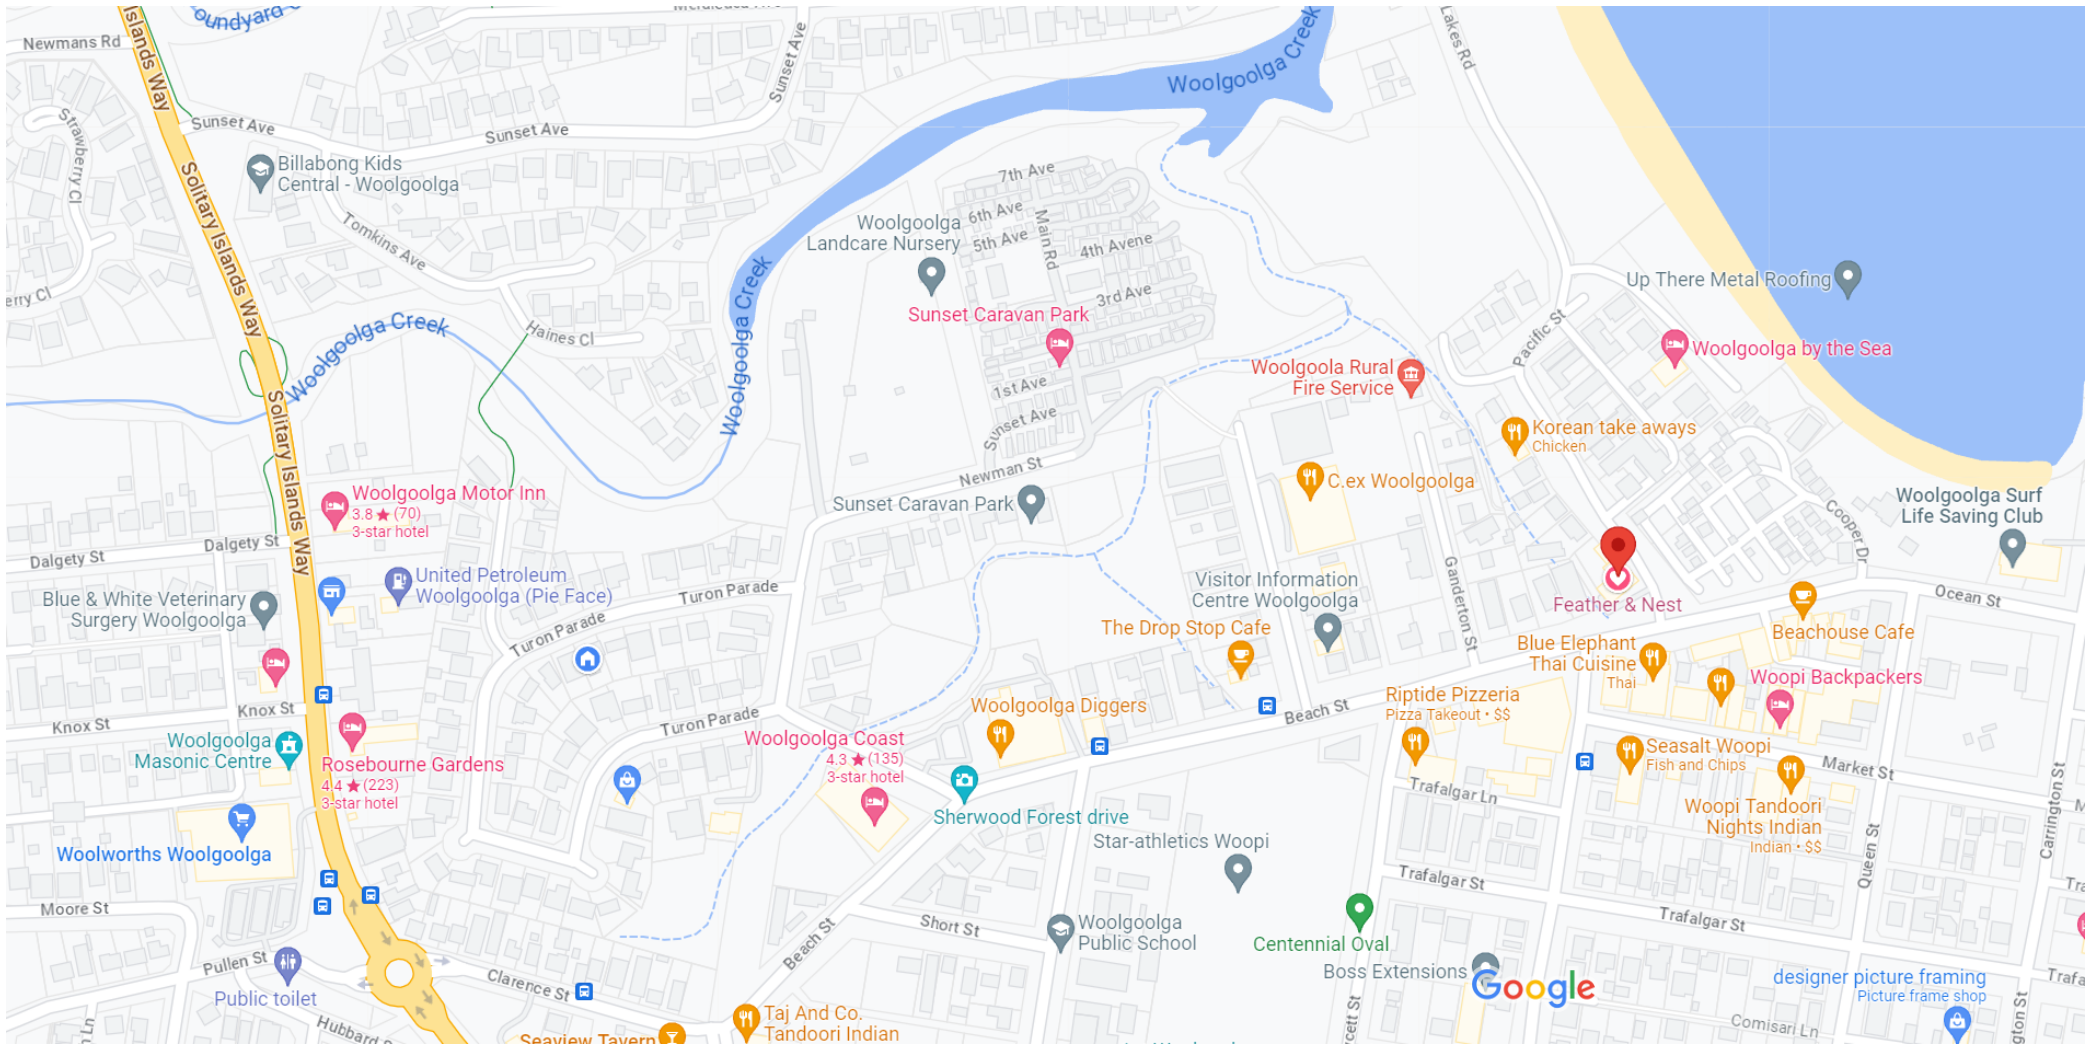 Newmans Rd
Islands Way
Sunset Ave
Woolgoolga Creek
Lakes Rd
Strawberry Cl
Sunset Ave
Sunset Ave
Billabong Kids
Central - Woolgoolga
Solitary Islands Way
Tomkins Ave
Woolgoolga
Landcare Nursery
7th Ave
6th Ave
5th Ave
Main Rd
4th Avene
3rd Ave
Up There Metal Roofing
Sunset Caravan Park
Haines Cl
Woolgoolga Creek
Woolgoolga Creek
Pacific St
Woolgoolga by the Sea
Woolgoola Rural
Fire Service
1st Ave
Sunset Ave
Solitary Islands Way
Korean take aways
Chicken
Newman St
C.ex Woolgoolga
Woolgoolga Motor Inn
3.8 ★ (70)
3-star hotel
Sunset Caravan Park
Cooper Dr
Woolgoolga Surf
Life Saving Club
Dalgety St
Dalgety St
United Petroleum
Woolgoolga (Pie Face)
Blue & White Veterinary
Surgery Woolgoolga
Turon Parade
Turon Parade
Visitor Information
Centre Woolgoolga
Ganderton St
Feather & Nest
Ocean St
The Drop Stop Cafe
Beachouse Cafe
Blue Elephant
Thai Cuisine
Thai
Woopi Backpackers
Knox St
Knox St
Turon Parade
Woolgoolga Diggers
Beach St
Riptide Pizzeria
Pizza Takeout • $$
Woolgoolga
Masonic Centre
Rosebourne Gardens
4.4 ★ (223)
3-star hotel
Woolgoolga Coast
4.3 ★ (135)
3-star hotel
Seasalt Woopi
Fish and Chips
Market St
Trafalgar Ln
Woopi Tandoori
Nights Indian
Indian • $$
Sherwood Forest drive
Star-athletics Woopi
Woolworths Woolgoolga
Queen St
Carrington St
Trafalgar St
Trafalgar St
Moore St
Short St
Beach St
Woolgoolga
Public School
Centennial Oval
Boss Extensions
Google
Pullen St
Public toilet
Clarence St
designer picture framing
Picture frame shop
Taj And Co.
Tandoori Indian
Seaview Tavern
Hubbard
Comisari Ln